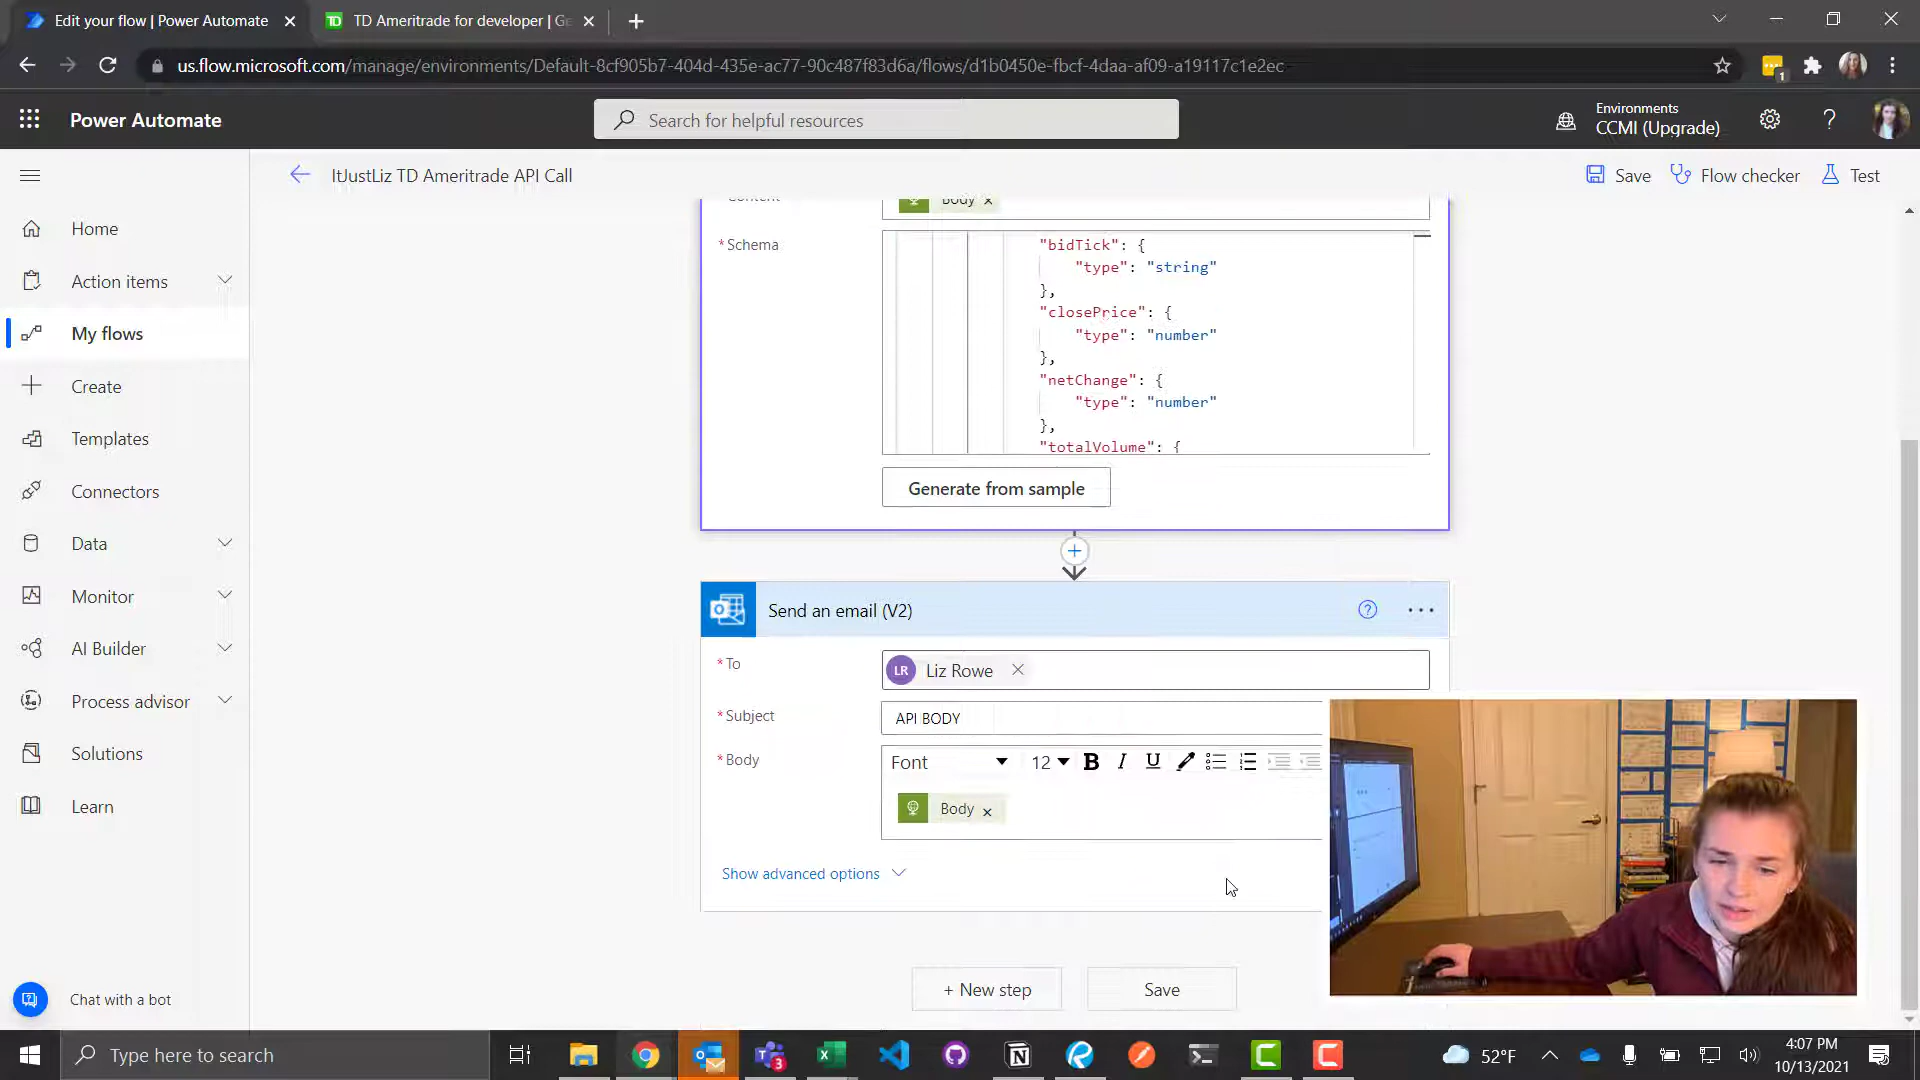 Edit your flow | Power Automate
TD Ameritrade for developer | Ge
us.flow.microsoft.com/manage/environments/Default-8cf905b7-404d-435e-ac77-90c487f83d6a/flows/d1b0450e-fbcf-4daa-af09-a19117c1e2ec
1
Power Automate
Search for helpful resources
Environments
CCMI (Upgrade)
ItJustLiz TD Ameritrade API Call
Save
Flow checker
Test
Home
Action items
My flows
Create
Templates
Connectors
Data
Monitor
AI Builder
Process advisor
Solutions
Learn
Chat with a bot
Content
Body
* Schema
"bidTick": {
"type": "string"
},
"closePrice": {
"type": "number"
},
"netChange": {
"type": "number"
},
"totalVolume": {
Generate from sample
Send an email (V2)
* To
LR Liz Rowe
* Subject
API BODY
* Body
Font
12
B I U
Body
Show advanced options
+ New step
Save
Type here to search
3
52°F
4:07 PM
10/13/2021